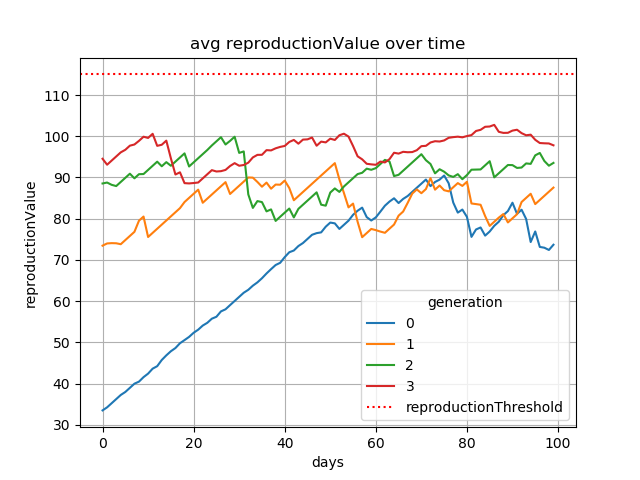 avg reproductionValue over time
reproductionValue
110
100
90
80
70
60
50
40
30
0 20 40 60 80 100
days
generation
0
1
2
3
reproductionThreshold